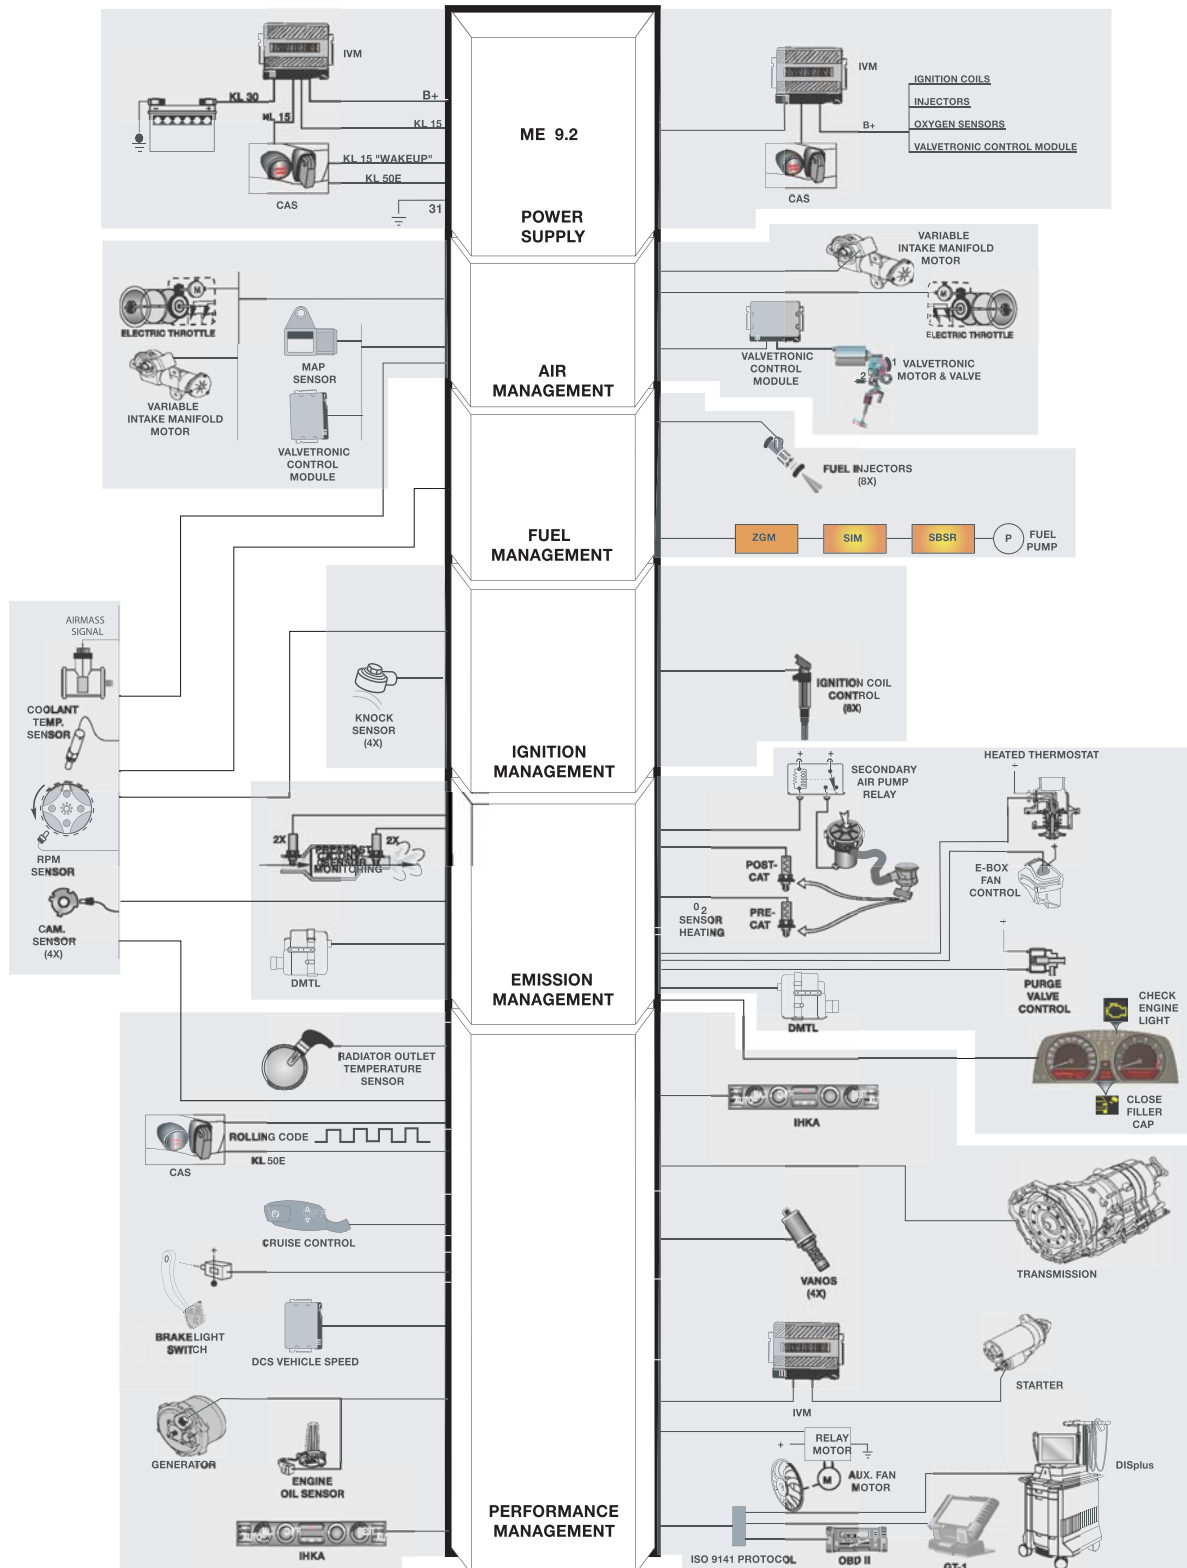 IVM
KL 30
KL 15
B+
KL 15
KL 15 "WAKEUP"
KL 50E
CAS
31
ME 9.2
POWER
SUPPLY
IVM
B+
IGNITION COILS
INJECTORS
OXYGEN SENSORS
VALVETRONIC CONTROL MODULE
CAS
M
ELECTRIC THROTTLE
MAP
SENSOR
VARIABLE
INTAKE MANIFOLD
MOTOR
VALVETRONIC
CONTROL
MODULE
AIR
MANAGEMENT
VARIABLE
INTAKE MANIFOLD
MOTOR
M
ELECTRIC THROTTLE
VALVETRONIC
CONTROL
MODULE
1
2
VALVETRONIC
MOTOR & VALVE
FUEL
MANAGEMENT
FUEL INJECTORS
(8X)
ZGM
SIM
SBSR
P
FUEL
PUMP
AIRMASS
SIGNAL
COOLANT
TEMP.
SENSOR
RPM
SENSOR
CAM.
SENSOR
(4X)
KNOCK
SENSOR
(4X)
IGNITION
MANAGEMENT
IGNITION COIL
CONTROL
(8X)
2X
2X
PRE&POST
MONITORING
DMTL
EMISSION
MANAGEMENT
+
+
SECONDARY
AIR PUMP
RELAY
HEATED THERMOSTAT
+
POST-
CAT
PRE-
CAT
O2
SENSOR
HEATING
+
E-BOX
FAN
CONTROL
+
PURGE
VALVE
CONTROL
DMTL
CHECK
ENGINE
LIGHT
CLOSE
FILLER
CAP
RADIATOR OUTLET
TEMPERATURE
SENSOR
CAS
ROLLING CODE
KL 50E
CRUISE CONTROL
+
BRAKE LIGHT
SWITCH
DCS VEHICLE SPEED
GENERATOR
ENGINE
OIL SENSOR
IHKA
PERFORMANCE
MANAGEMENT
IHKA
TRANSMISSION
VANOS
(4X)
IVM
STARTER
+
RELAY
MOTOR
M
AUX. FAN
MOTOR
DISplus
ISO 9141 PROTOCOL
OBD II
GT-1